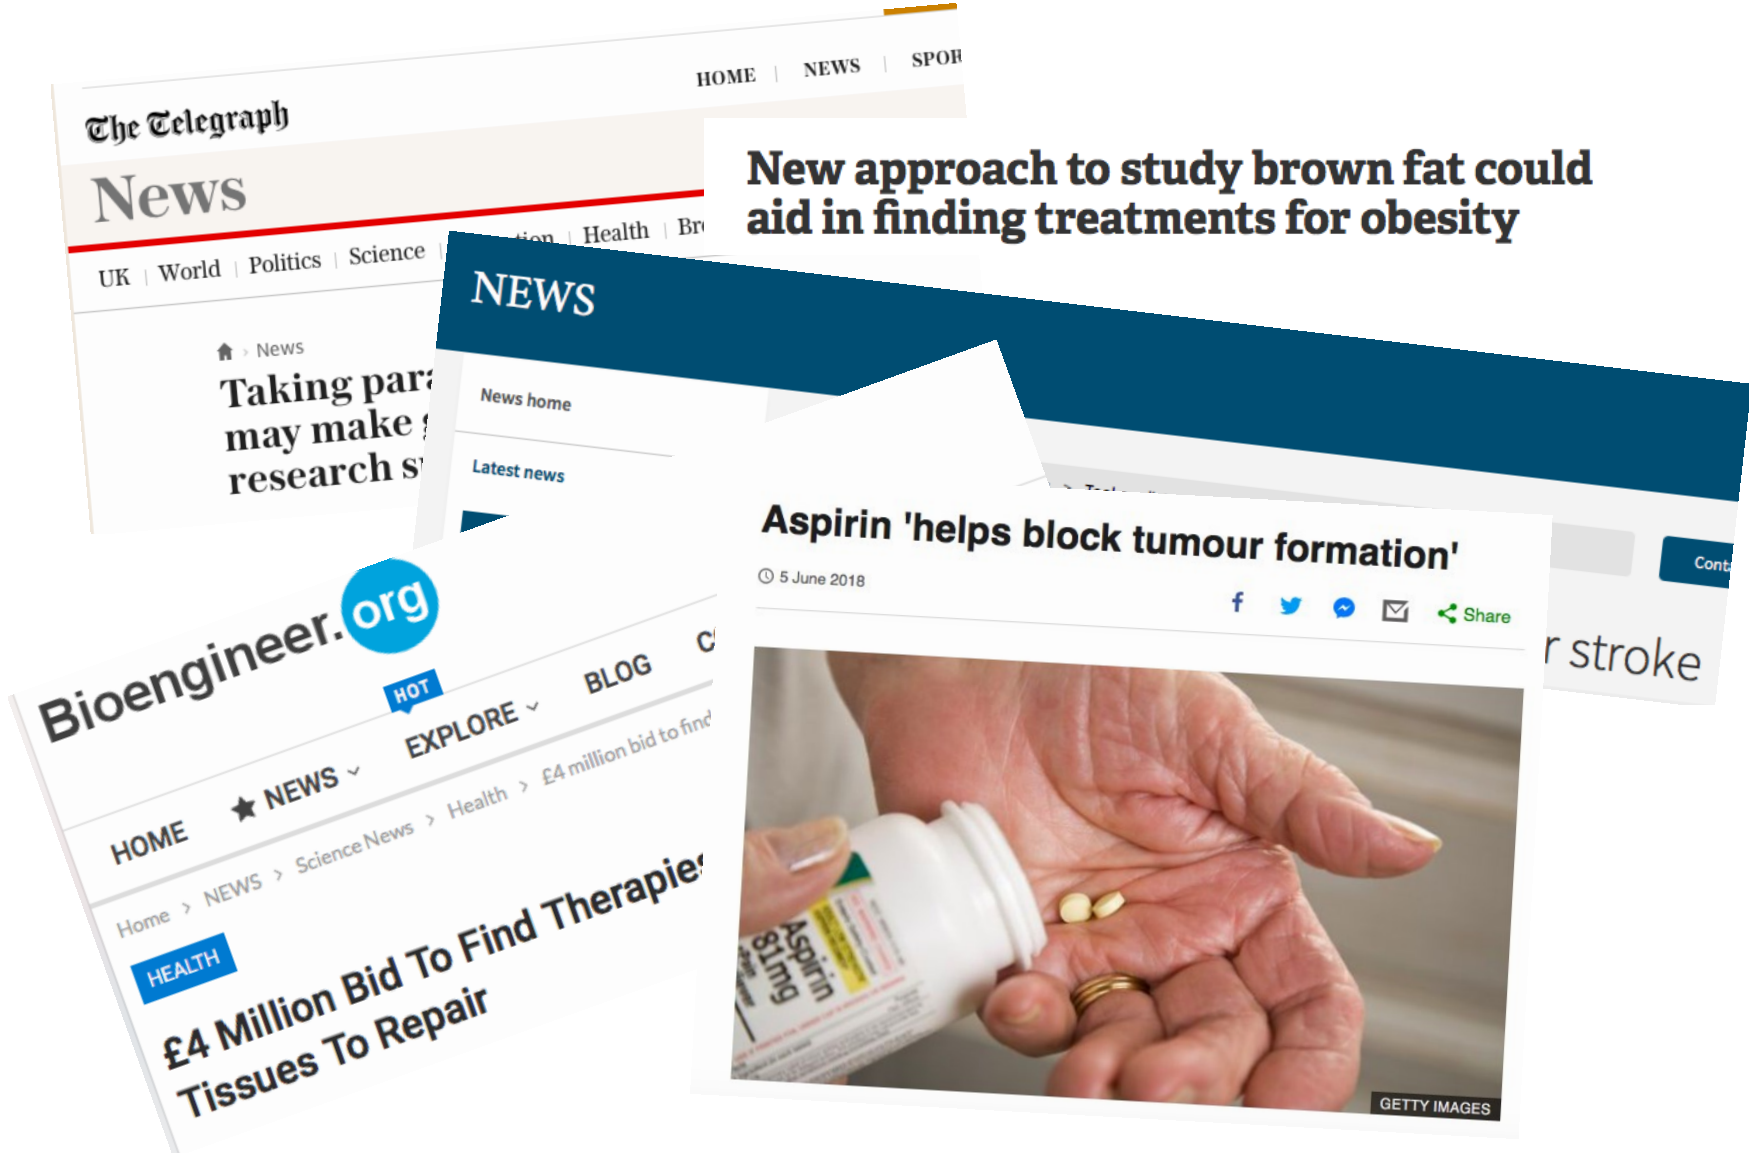 The Telegraph
HOME | NEWS |
News
UK | World | Politics | Science | Health
News
Taking
may make
research
New approach to study brown fat could
aid in finding treatments for obesity
NEWS
News home
Latest news
stroke
Bioengineer.org
HOT
HOME NEWS EXPLORE BLOG
Home > NEWS > Science News > Health > £4 million bid to find
HEALTH
£4 Million Bid To Find Therapies
Tissues To Repair
Aspirin 'helps block tumour formation'
5 June 2018
Share
Aspirin
81mg
GETTY IMAGES